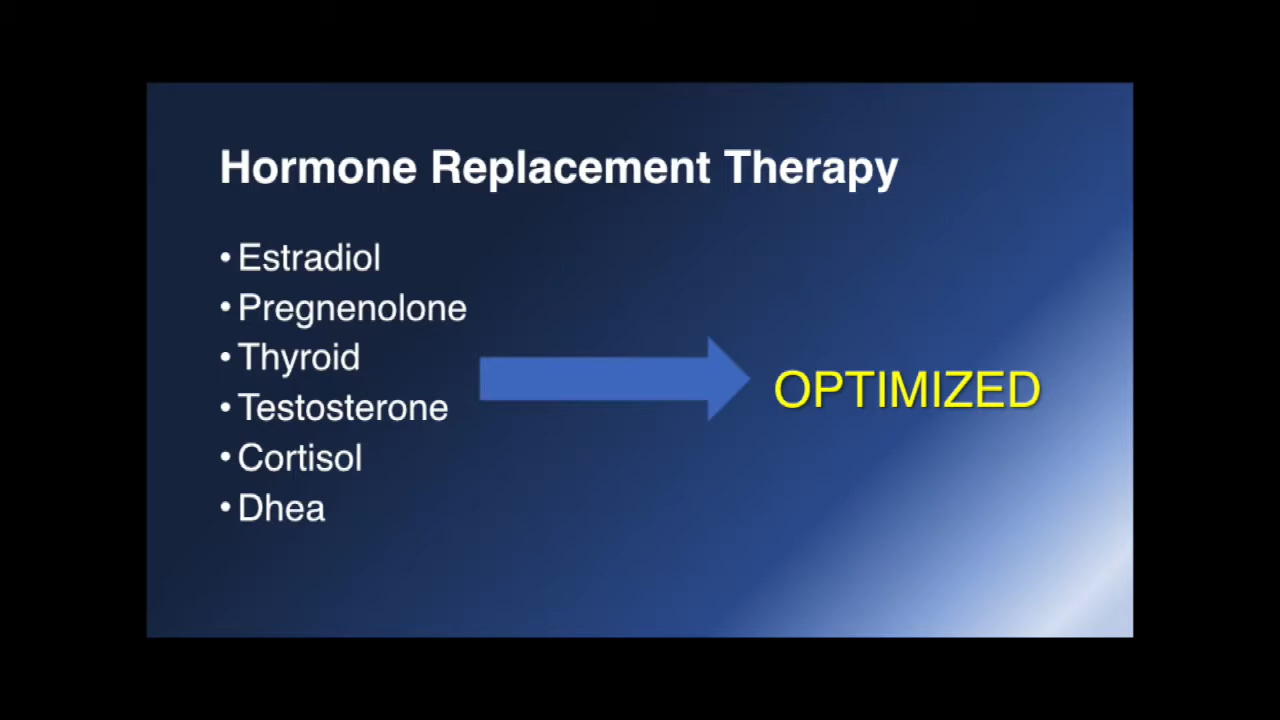 Hormone Replacement Therapy
• Estradiol
• Pregnenolone
• Thyroid
• Testosterone
• Cortisol
• Dhea
OPTIMIZED